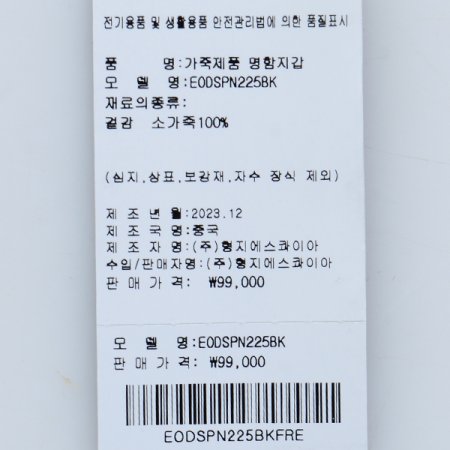 전기용품 및 생활용품 안전관리법에 의한 품질표시
품 명:가죽제품 명함지갑
모 델 명:EODSPN225BK
재료의종류:
겉감 소가죽100%
(심지,상표,보강재,자수 장식 제외)
제 조 년 월:2023.12
제 조 국 명:중국
제 조 자 명:(주)형지에스콰이아
수입/판매자명:(주)형지에스콰이아
판 매 가 격: ₩99,000
모 델 명:EODSPN225BK
판 매 가 격: ₩99,000
EODSPN225BKFRE